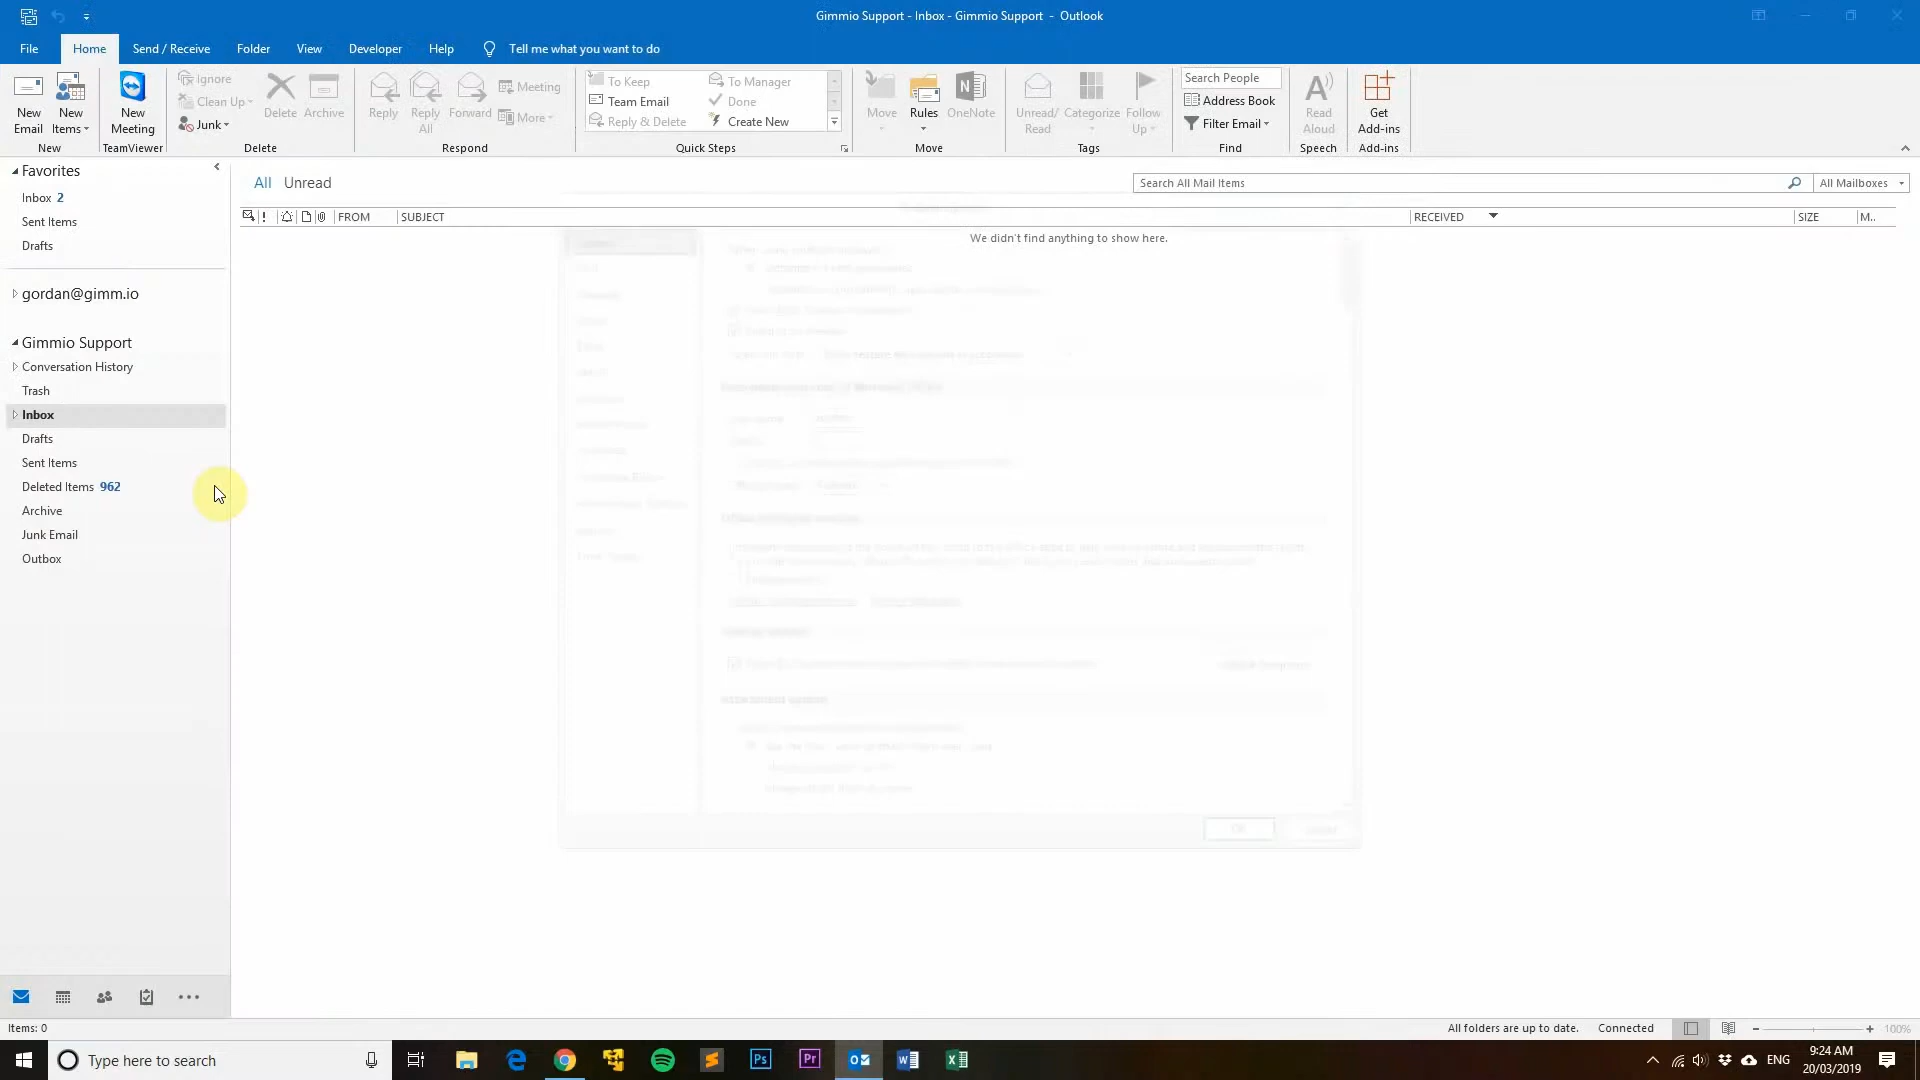 Gimmio Support - Inbox - Gimmio Support - Outlook
File Home Send / Receive Folder View Developer Help Tell me what you want to do
New Email
New Items
New
New Meeting
TeamViewer
Ignore
Clean Up
Junk
Delete
Archive
Delete
Reply
Reply All
Forward
Meeting
More
Respond
To Keep
Team Email
Reply & Delete
To Manager
Done
Create New
Quick Steps
Move
Rules
OneNote
Move
Unread/ Read
Categorize
Follow Up
Tags
Search People
Address Book
Filter Email
Find
Read Aloud
Speech
Get Add-ins
Add-ins
Favorites
Inbox 2
Sent Items
Drafts
gordan@gimm.io
Gimmio Support
Conversation History
Trash
Inbox
Drafts
Sent Items
Deleted Items 962
Archive
Junk Email
Outbox
All Unread
Search All Mail Items
All Mailboxes
FROM SUBJECT RECEIVED SIZE M..
We didn't find anything to show here.
Items: 0
All folders are up to date. Connected 100%
Type here to search
Ps
Pr
ENG
9:24 AM
20/03/2019